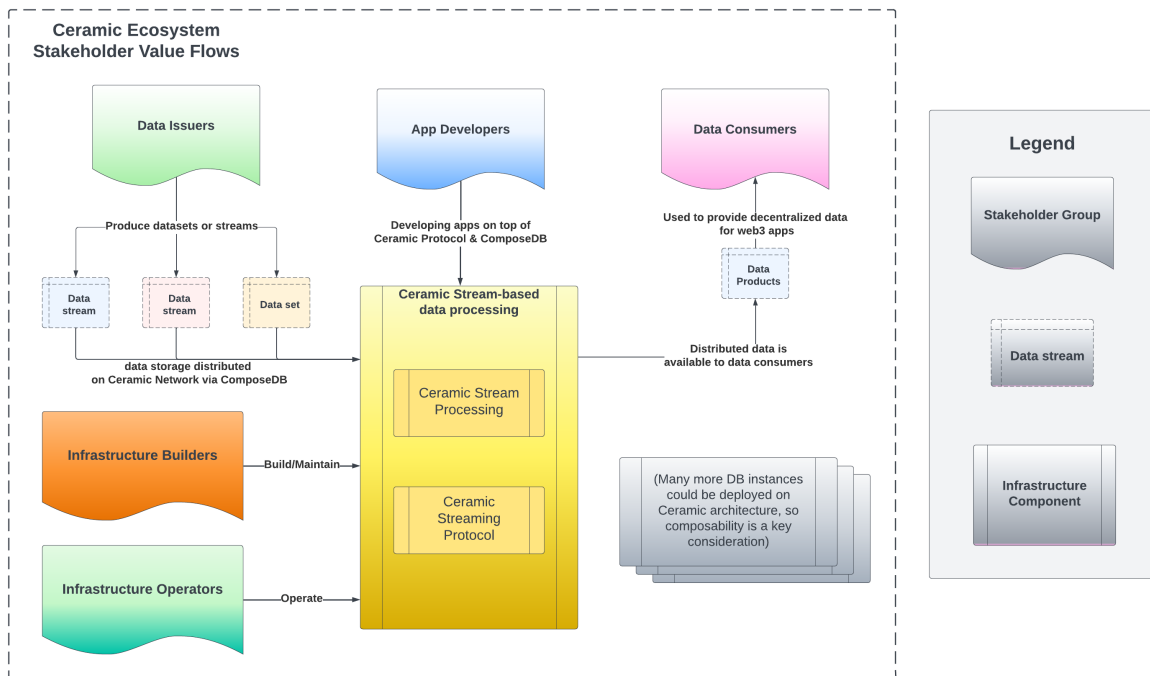 Ceramic Ecosystem
Stakeholder Value Flows
Data Issuers
App Developers
Data Consumers
Legend
Stakeholder Group
Produce datasets or streams
Developing apps on top of
Ceramic Protocol & ComposeDB
Used to provide decentralized data
for web3 apps
Data
Products
Data
stream
Data
stream
Data set
Ceramic Stream-based
data processing
Data stream
Distributed data is
available to data consumers
data storage distributed
on Ceramic Network via ComposeDB
Ceramic Stream
Processing
Infrastructure Builders
Build/Maintain
Infrastructure
Component
(Many more DB instances
could be deployed on
Ceramic architecture, so
composability is a key
consideration)
Ceramic
Streaming
Protocol
Infrastructure Operators
Operate